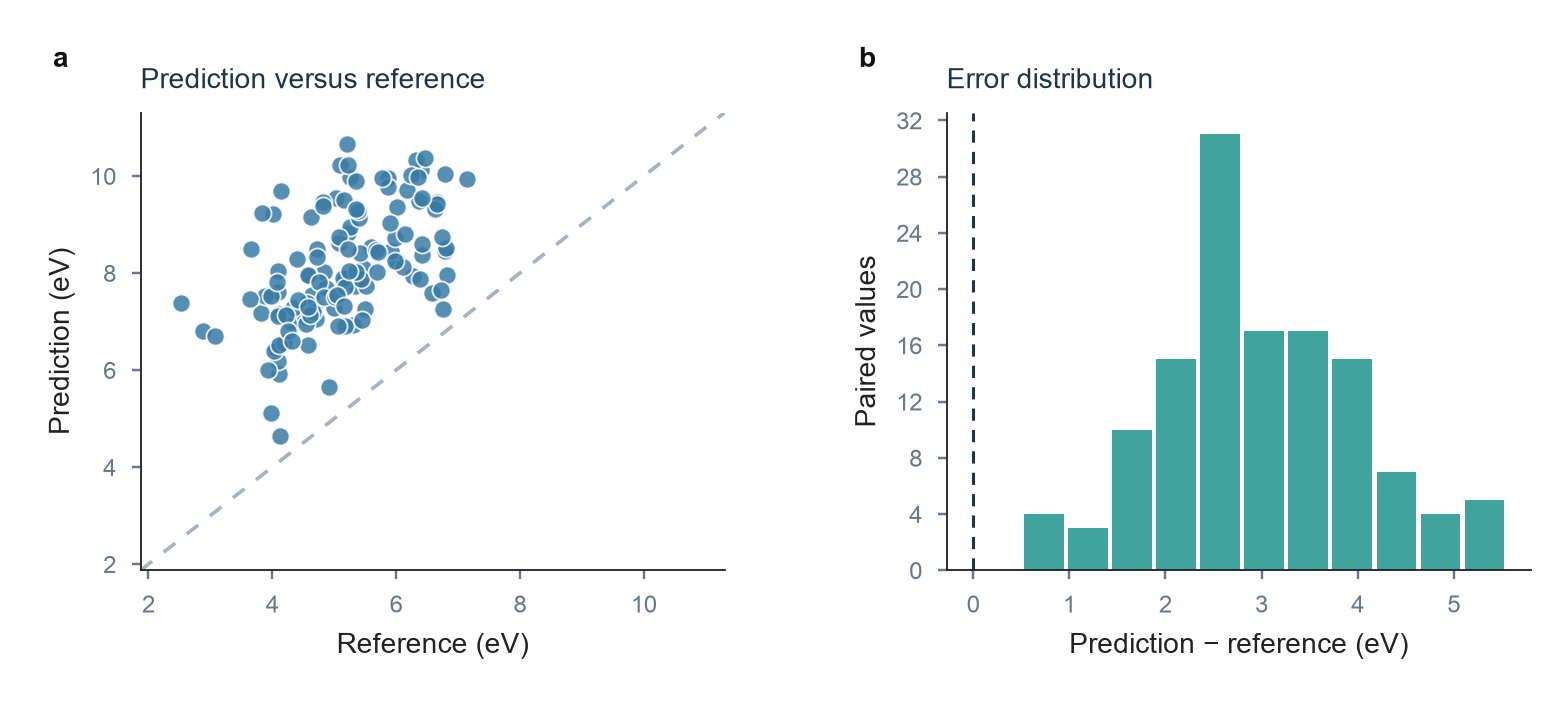 a
Prediction versus reference
Prediction (eV)
10
8
6
4
2
2 4 6 8 10
Reference (eV)
b
Error distribution
Paired values
32
28
24
20
16
12
8
4
0
0 1 2 3 4 5
Prediction − reference (eV)